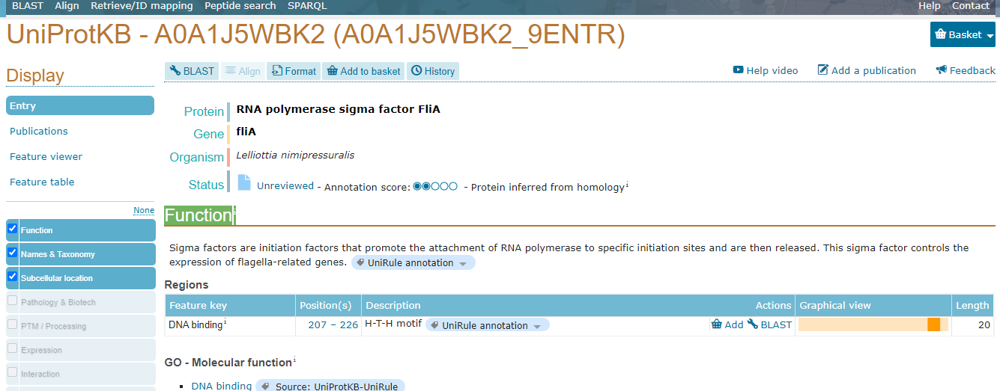 BLAST Align Retrieve/ID mapping Peptide search SPARQL Help Contact
UniProtKB - A0A1J5WBK2 (A0A1J5WBK2_9ENTR)
Basket
Display
BLAST Align Format Add to basket History Help video Add a publication Feedback
Entry
Publications
Feature viewer
Feature table
None
Function
Names & Taxonomy
Subcellular location
Pathology & Biotech
PTM / Processing
Expression
Interaction
Protein RNA polymerase sigma factor FliA
Gene fliA
Organism Lelliottia nimipressuralis
Status Unreviewed - Annotation score: - Protein inferred from homologyi
Functioni
Sigma factors are initiation factors that promote the attachment of RNA polymerase to specific initiation sites and are then released. This sigma factor controls the
expression of flagella-related genes. UniRule annotation
Regions
Feature key Position(s) Description Actions Graphical view Length
DNA bindingi 207 – 226 H-T-H motif UniRule annotation Add BLAST 20
GO - Molecular functioni
DNA binding Source: UniProtKB-UniRule